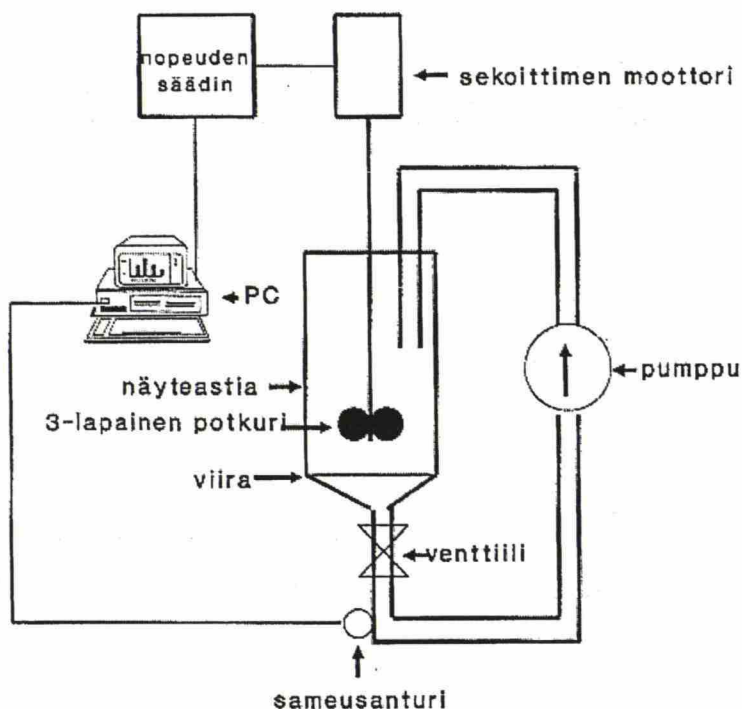 nopeuden
säädin
sekoittimen moottori
PC
näyteastia
pumppu
3-lapainen potkuri
viira
venttiili
sameusanturi